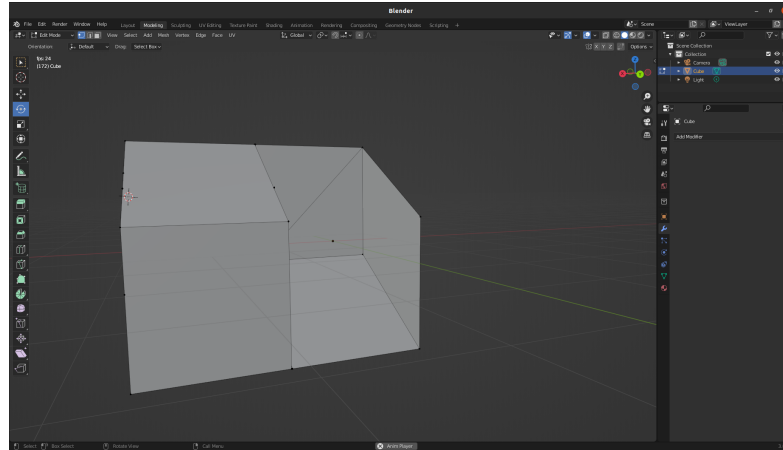 Blender
File Edit Render Window Help Layout Modeling Sculpting UV Editing Texture Paint Shading Animation Rendering Compositing Geometry Nodes Scripting + Scene ViewLayer
Edit Mode View Select Add Mesh Vertex Edge Face UV Global
Orientation: Default Drag: Select Box X Y Z Options
fps: 24
(172) Cube
Z
Scene Collection
Collection
Camera
Cube
Light
Cube
Add Modifier
Select Box Select Rotate View Call Menu Anim Player